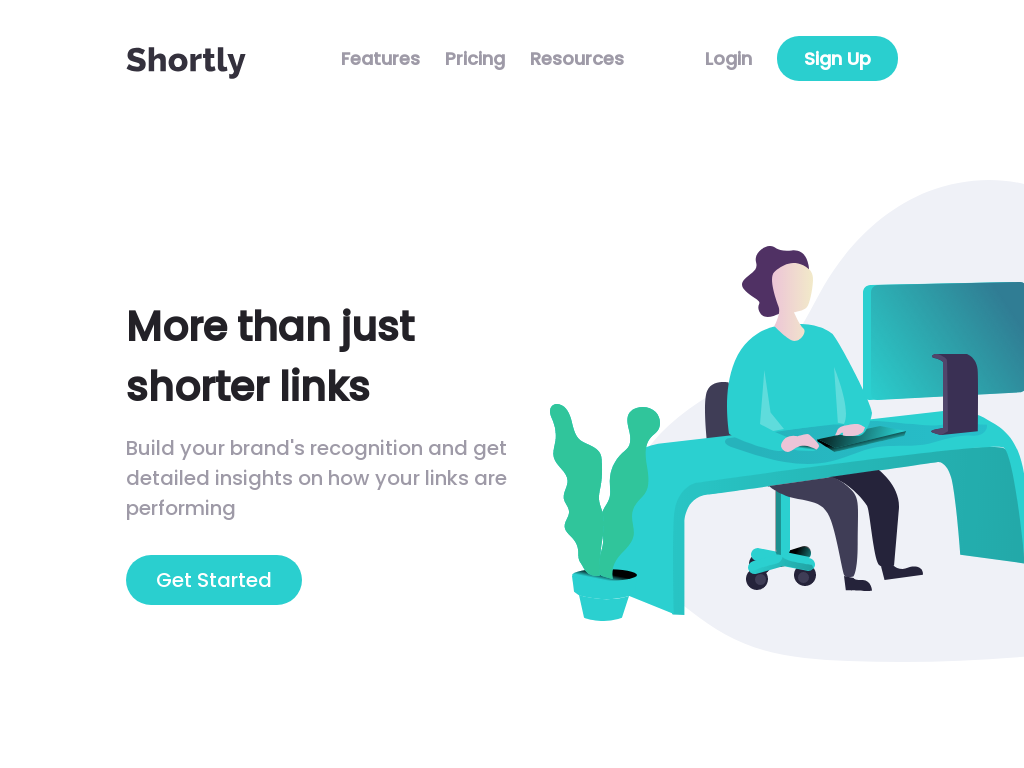 Shortly Features Pricing Resources Login Sign Up
More than just
shorter links
Build your brand's recognition and get
detailed insights on how your links are
performing
Get Started